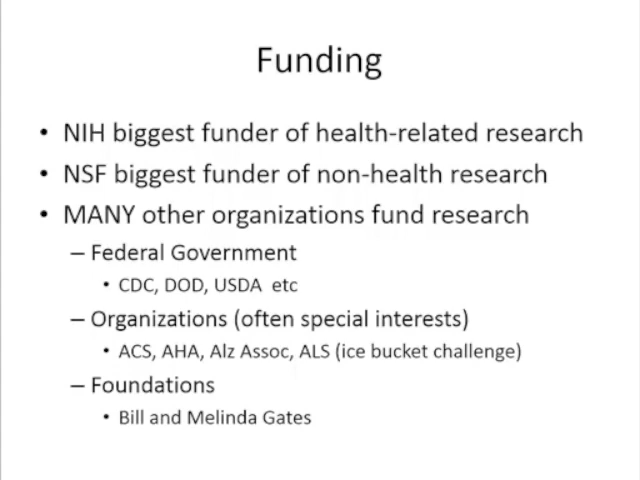 Funding
• NIH biggest funder of health-related research
• NSF biggest funder of non-health research
• MANY other organizations fund research
– Federal Government
• CDC, DOD, USDA  etc
– Organizations (often special interests)
• ACS, AHA, Alz Assoc, ALS (ice bucket challenge)
– Foundations
• Bill and Melinda Gates